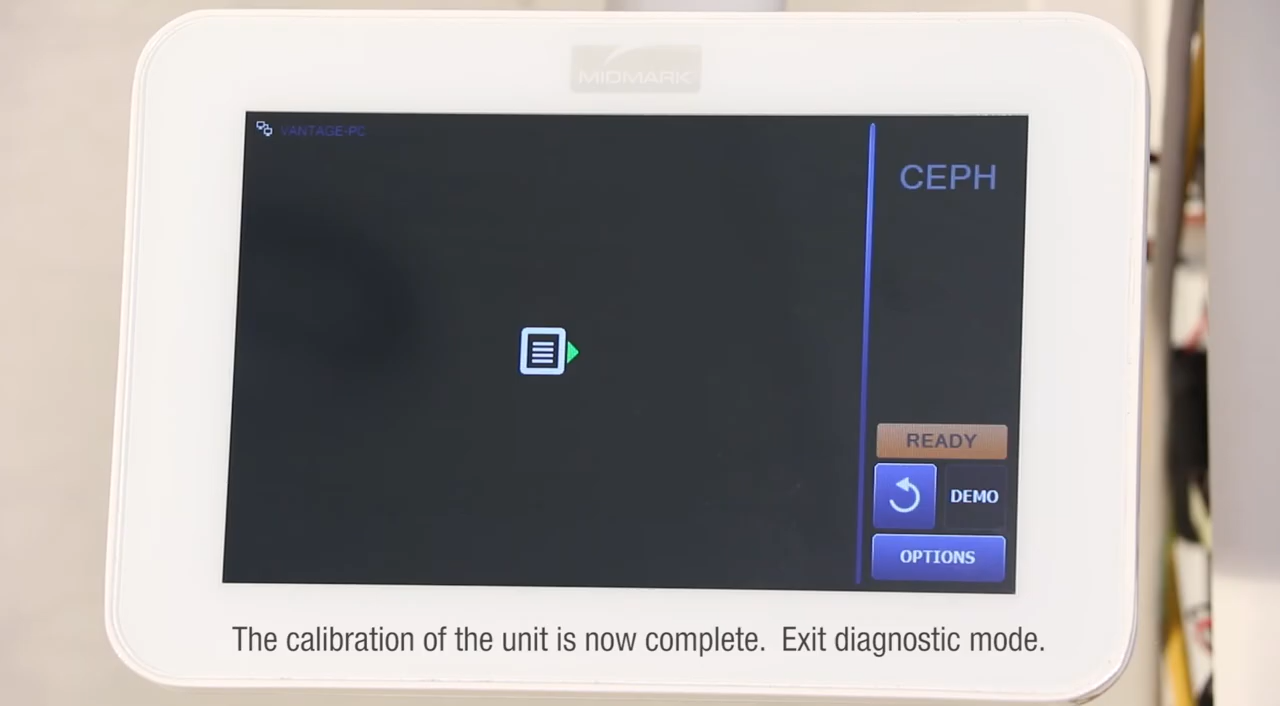 MIDMARK
VANTAGE-PC
CEPH
READY
DEMO
OPTIONS
The calibration of the unit is now complete.  Exit diagnostic mode.